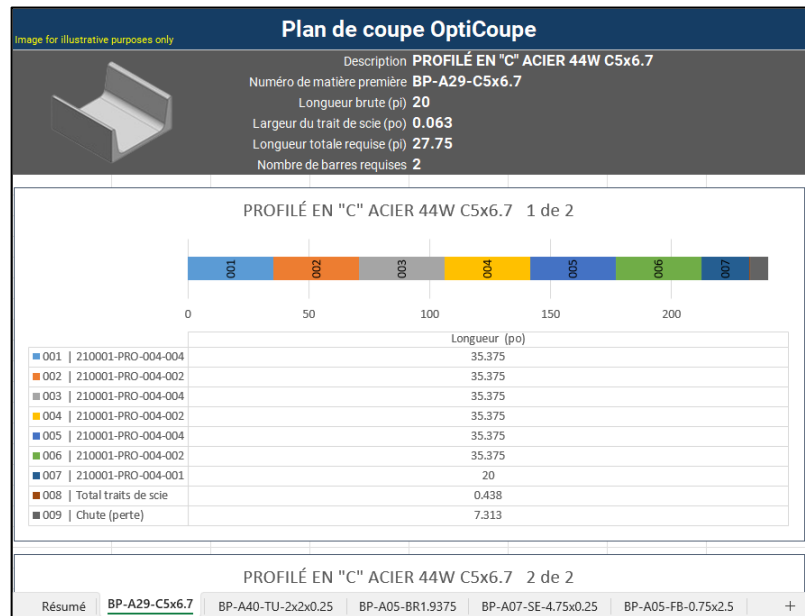 Plan de coupe OptiCoupe
Image for illustrative purposes only
Description PROFILÉ EN "C" ACIER 44W C5x6.7
Numéro de matière première BP-A29-C5x6.7
Longueur brute (pi) 20
Largeur du trait de scie (po) 0.063
Longueur totale requise (pi) 27.75
Nombre de barres requises 2
PROFILÉ EN "C" ACIER 44W C5x6.7 1 de 2
001 002 003 004 005 006 007
0 50 100 150 200
Longueur (po)
001 | 210001-PRO-004-004 35.375
002 | 210001-PRO-004-002 35.375
003 | 210001-PRO-004-004 35.375
004 | 210001-PRO-004-002 35.375
005 | 210001-PRO-004-004 35.375
006 | 210001-PRO-004-002 35.375
007 | 210001-PRO-004-001 20
008 | Total traits de scie 0.438
009 | Chute (perte) 7.313
PROFILÉ EN "C" ACIER 44W C5x6.7 2 de 2
Résumé BP-A29-C5x6.7 BP-A40-TU-2x2x0.25 BP-A05-BR1.9375 BP-A07-SE-4.75x0.25 BP-A05-FB-0.75x2.5 +